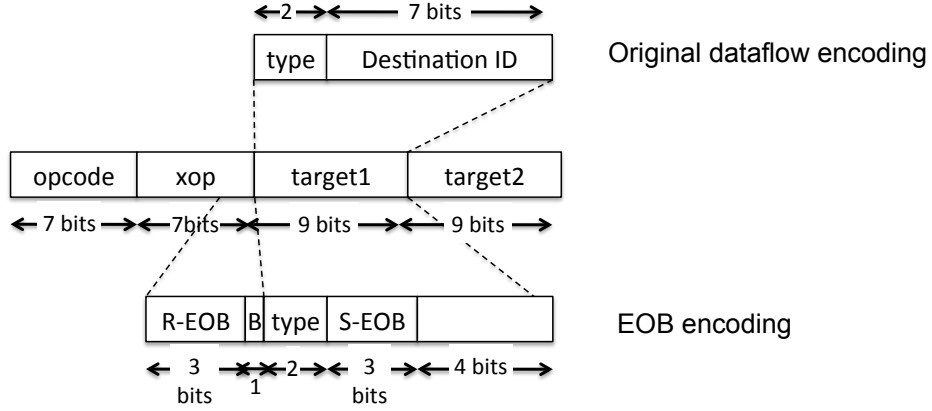 2 7 bits
type Destination ID Original dataflow encoding
opcode xop target1 target2
7 bits 7bits 9 bits 9 bits
R-EOB B type S-EOB EOB encoding
3 bits 1 2 3 bits 4 bits